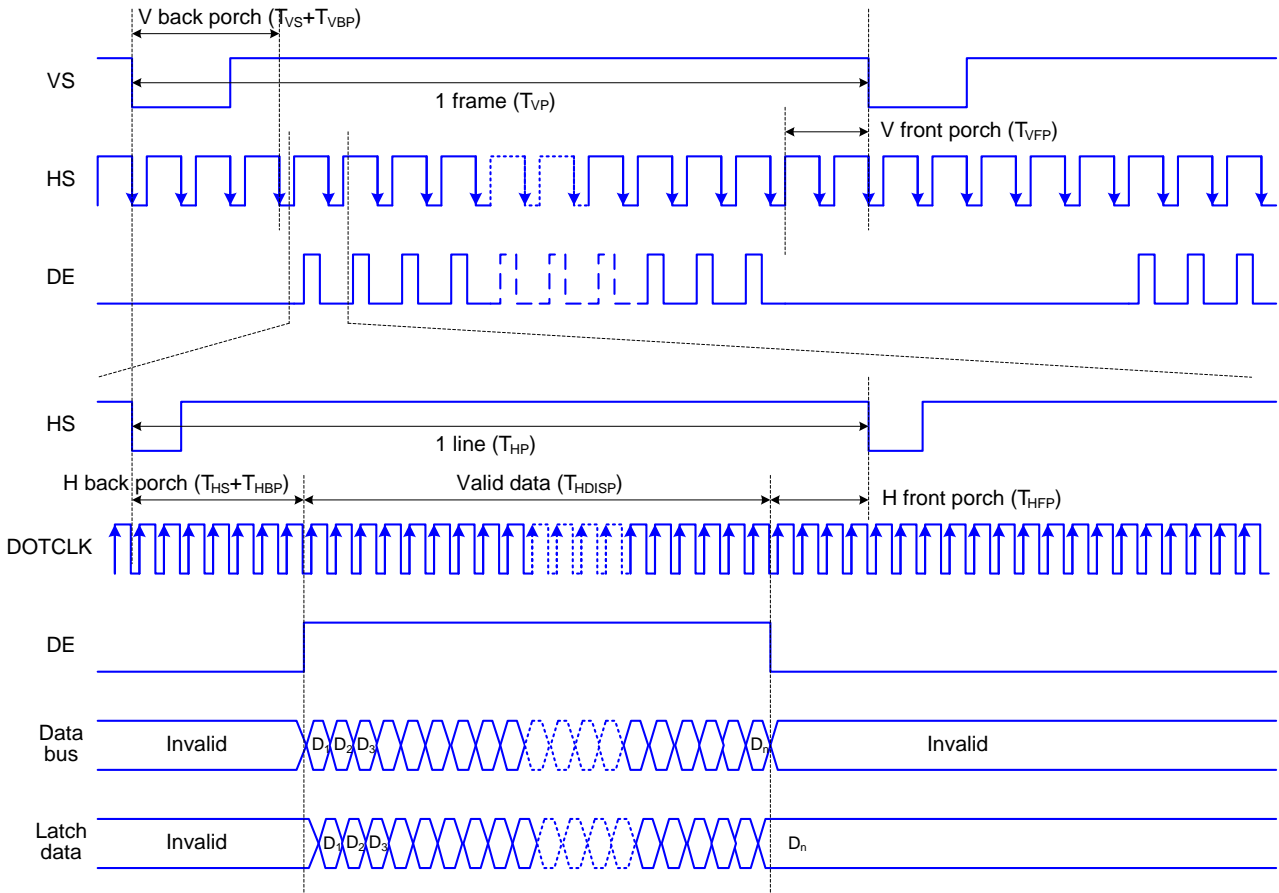 V back porch (TVS+TVBP)
VS
1 frame (TVP)
V front porch (TVFP)
HS
DE
HS
1 line (THP)
H back porch (THS+THBP)
Valid data (THDISP)
H front porch (THFP)
DOTCLK
DE
Data
bus
Invalid
D1
D2
D3
Dn
Invalid
Latch
data
Invalid
D1
D2
D3
Dn